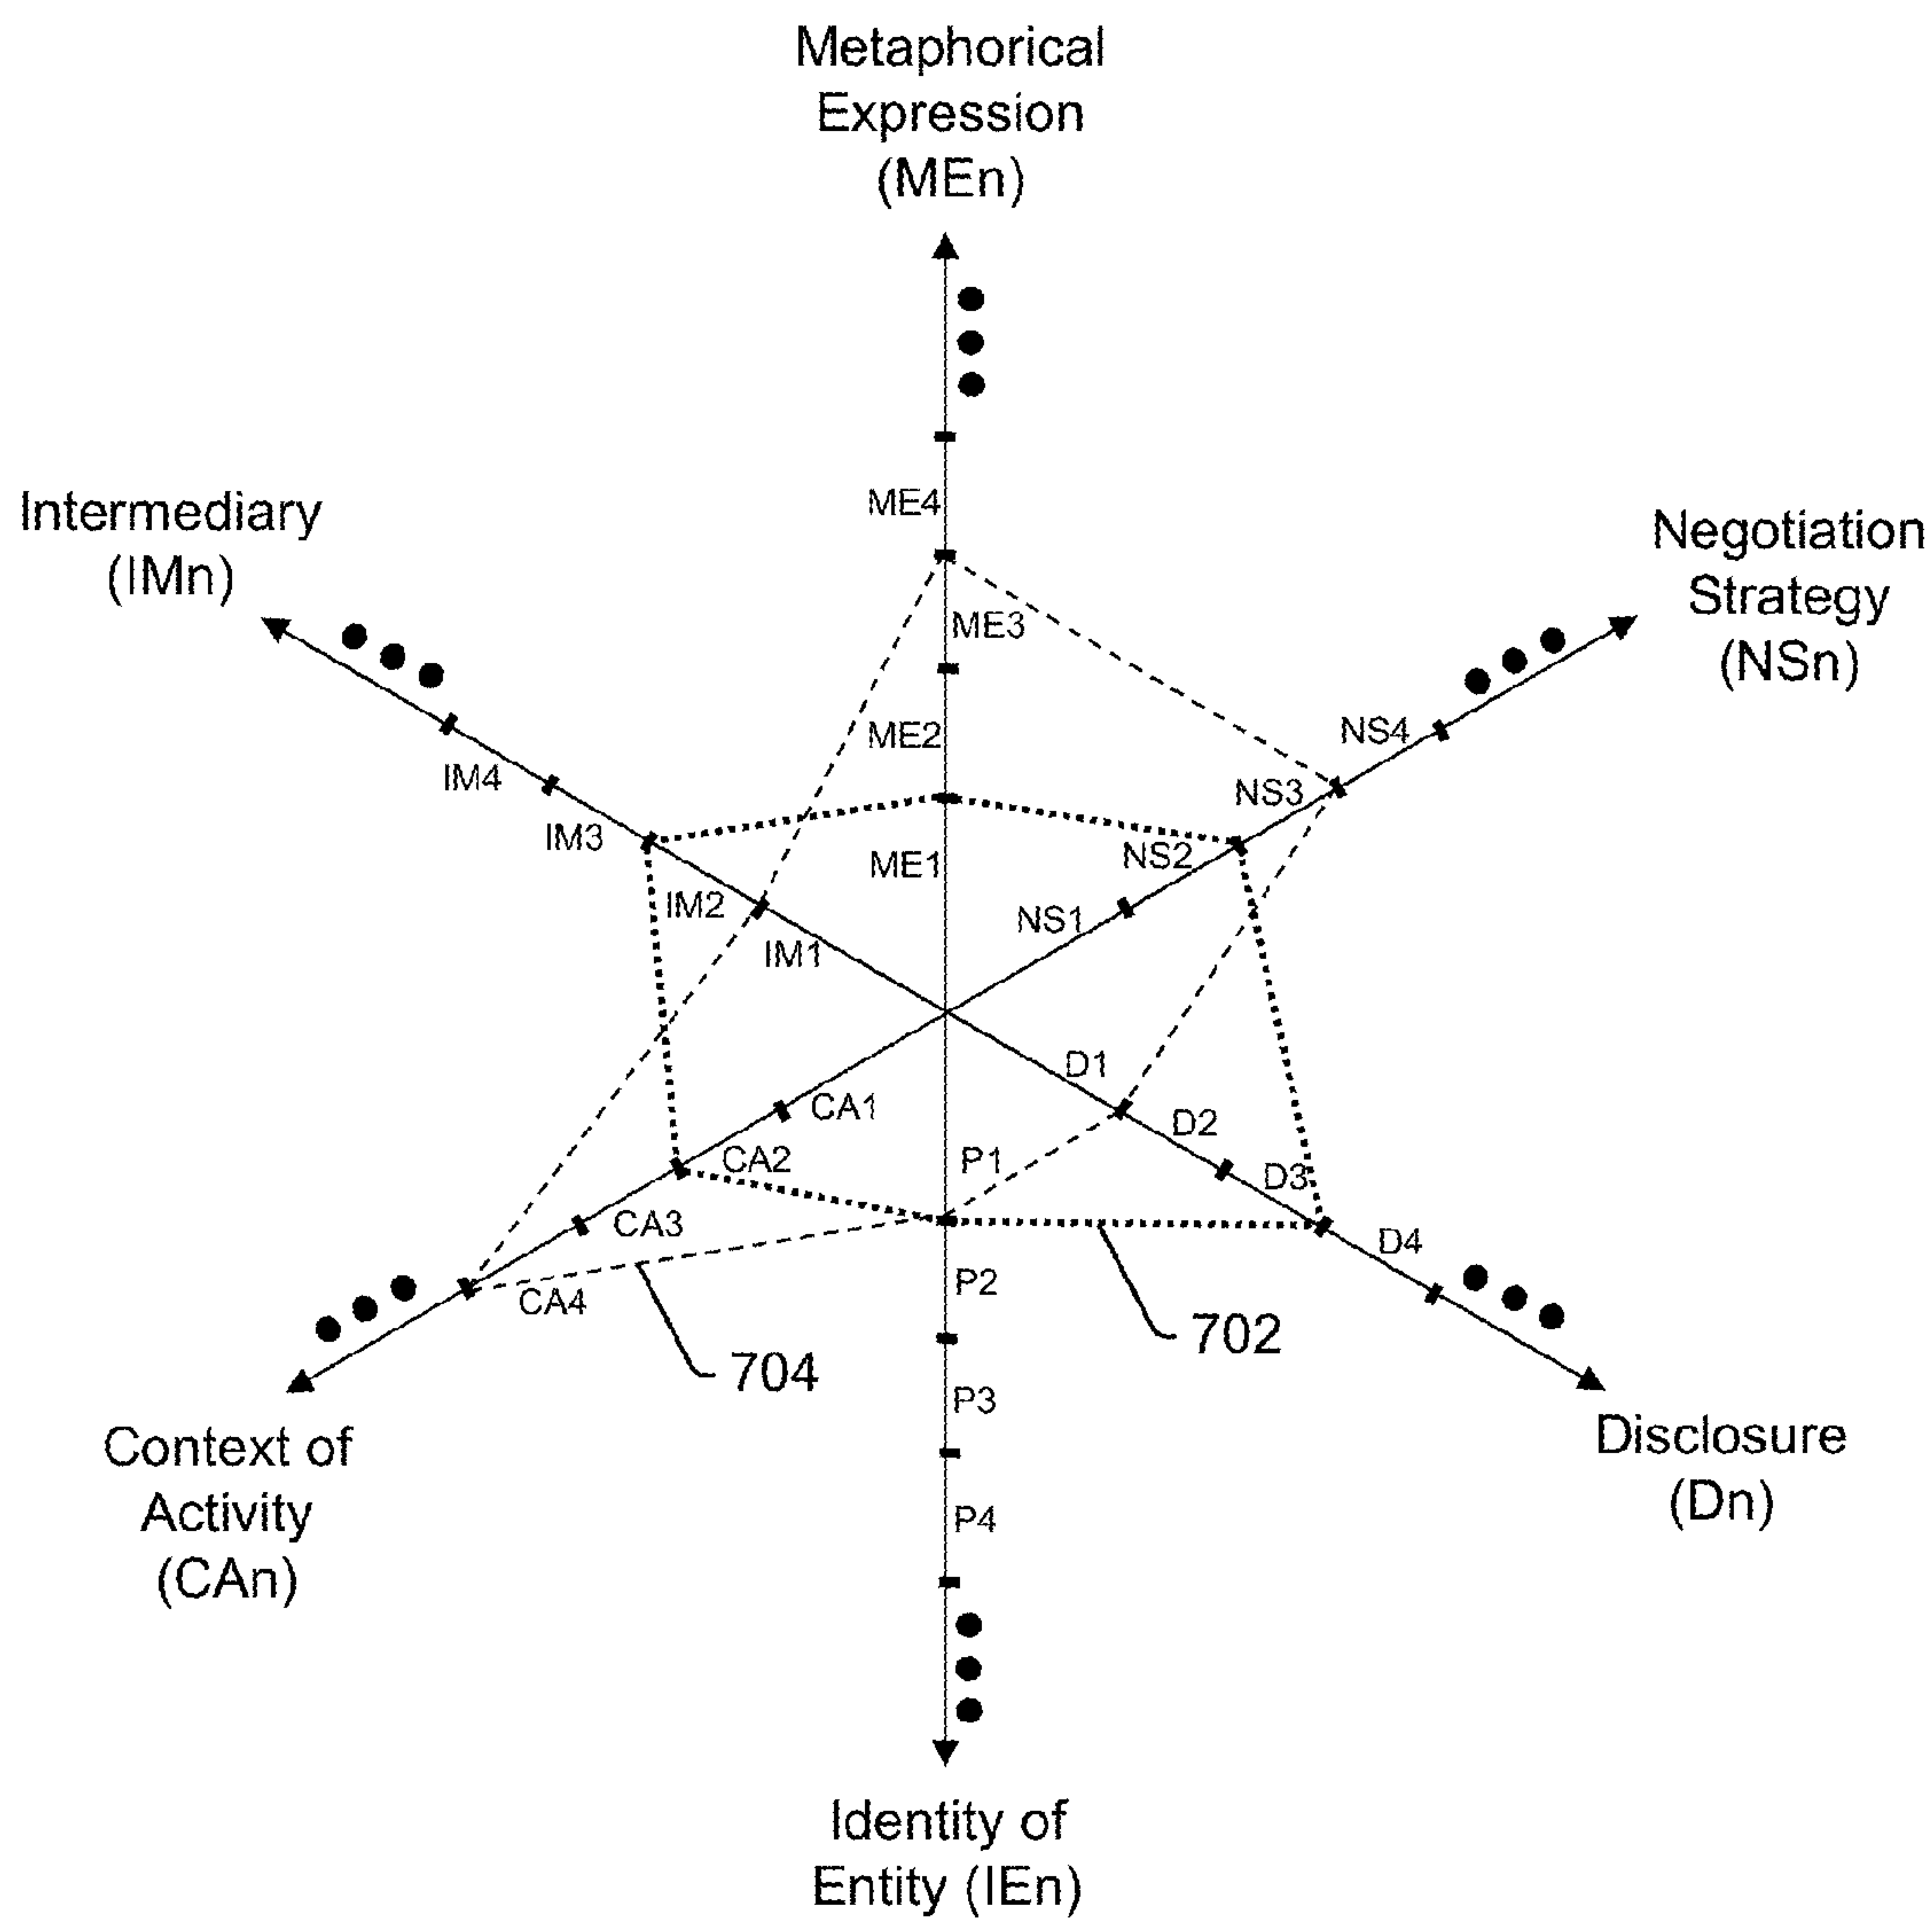 Metaphorical
Expression
(MEn)
Intermediary
(IMn)
Negotiation
Strategy
(NSn)
ME4
ME3
ME2
ME1
NS4
NS3
NS2
NS1
IM4
IM3
IM2
IM1
D1
D2
D3
D4
CA1
CA2
CA3
CA4
P1
P2
P3
P4
702
704
Context of
Activity
(CAn)
Disclosure
(Dn)
Identity of
Entity (IEn)